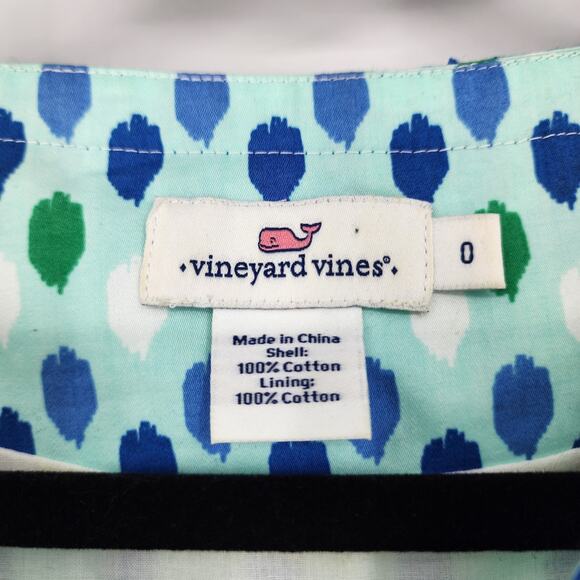 ·vineyard vines®·
0
Made in China
Shell:
100% Cotton
Lining:
100% Cotton